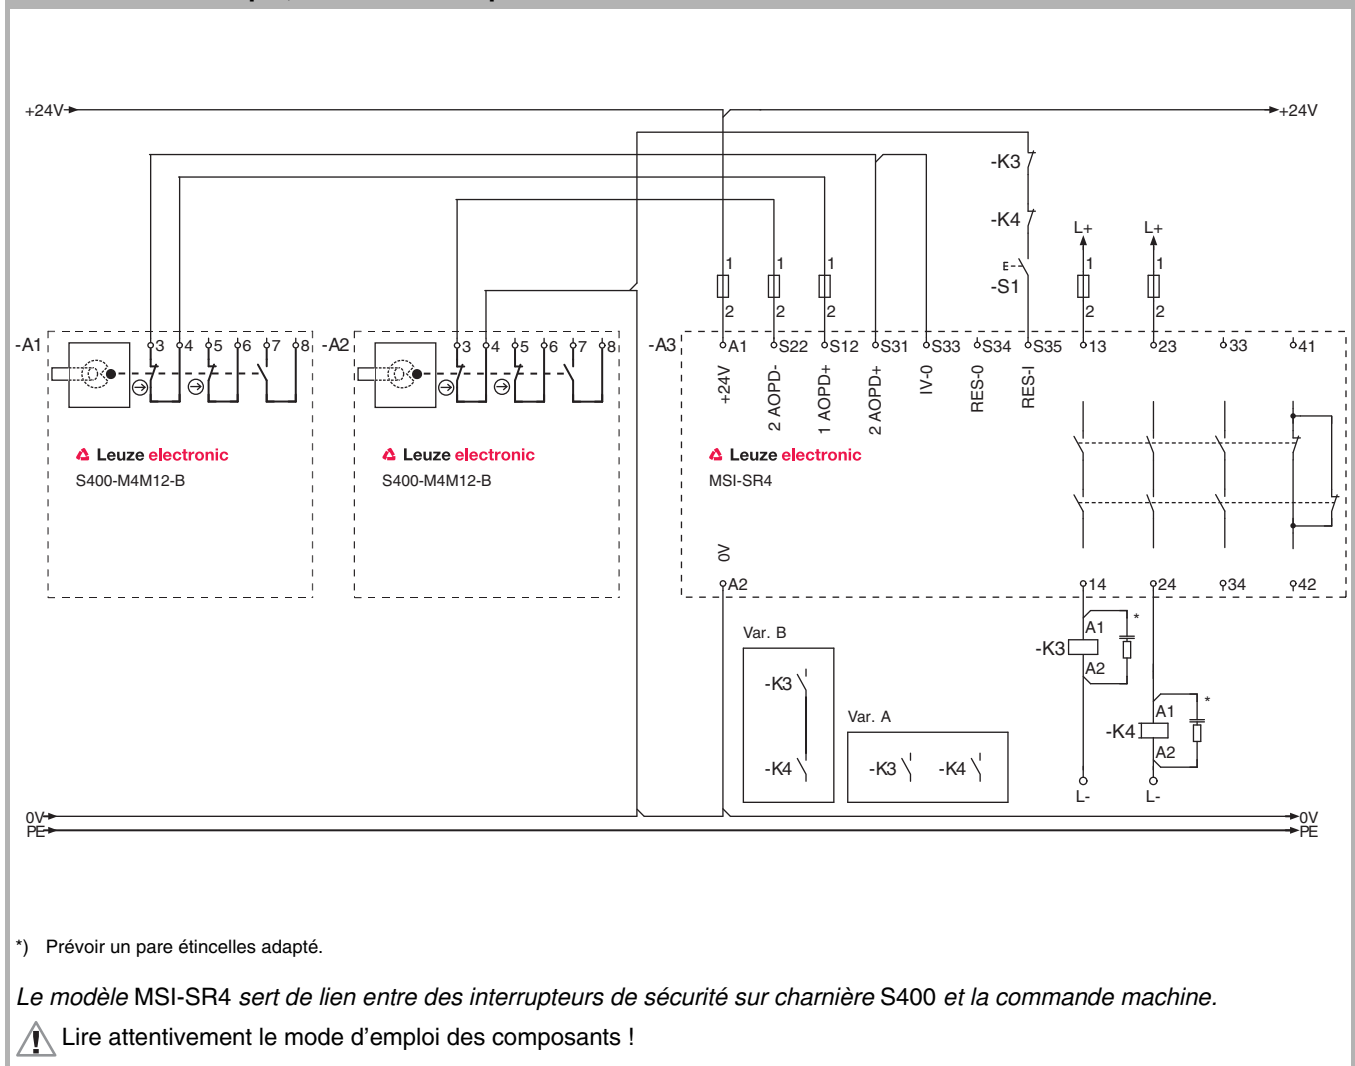 +24V +24V
-K3
-K4
L+ L+
E
-S1
1 1 1 1 1
2 2 2 2 2
-A1 3 4 5 6 7 8 -A2 3 4 5 6 7 8 -A3 A1 S22 S12 S31 S33 S34 S35 13 23 33 41
+24V 2 AOPD- 1 AOPD+ 2 AOPD+ IV-0 RES-0 RES-I
Leuze electronic Leuze electronic Leuze electronic
S400-M4M12-B S400-M4M12-B MSI-SR4
0V
A2 14 24 34 42
Var. B
-K3
-K4
Var. A
-K3 -K4
-K3 A1 *
A2
-K4 A1 *
A2
L- L-
0V 0V
PE PE
*) Prévoir un pare étincelles adapté.
Le modèle MSI-SR4 sert de lien entre des interrupteurs de sécurité sur charnière S400 et la commande machine.
Lire attentivement le mode d'emploi des composants !